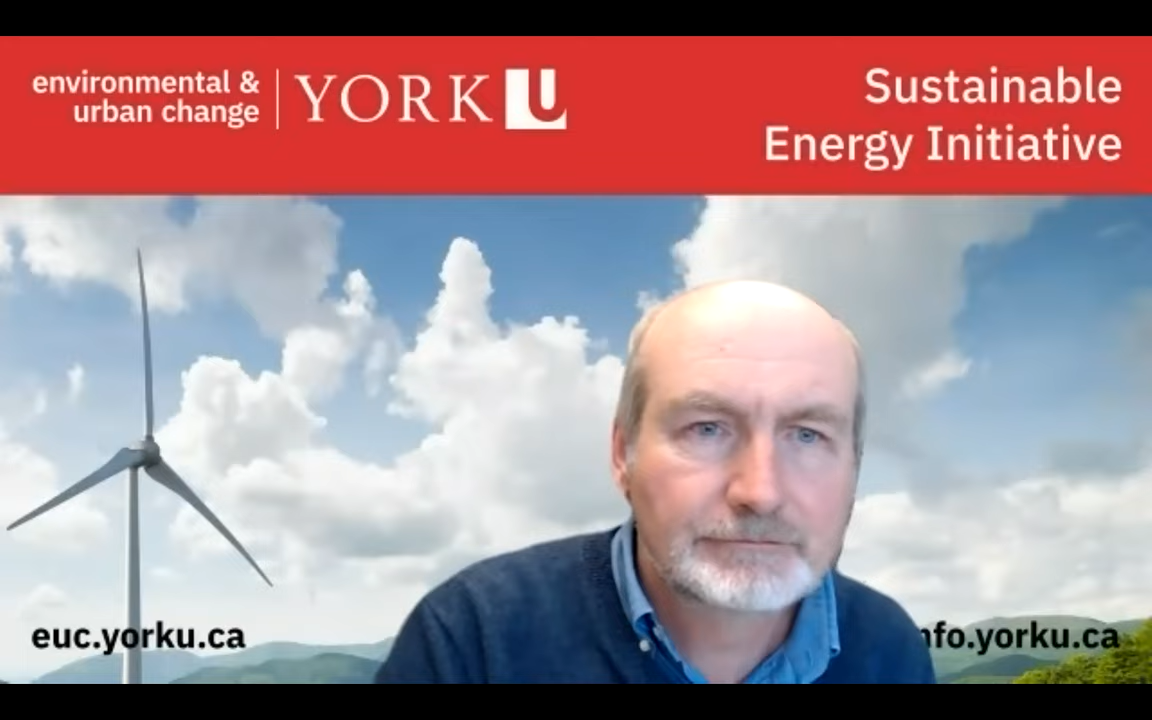 environmental &
urban change
YORK U
Sustainable
Energy Initiative
euc.yorku.ca
nfo.yorku.ca